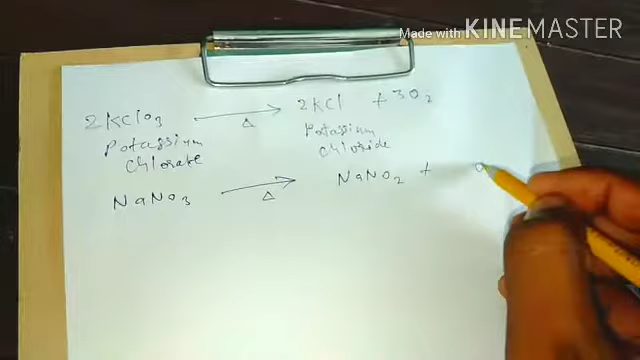 Made with KINEMASTER
2KClO3 → 2KCl + 3O2
Δ
Potassium Chlorate
Potassium Chloride
NaNO3 → NaNO2 +
Δ